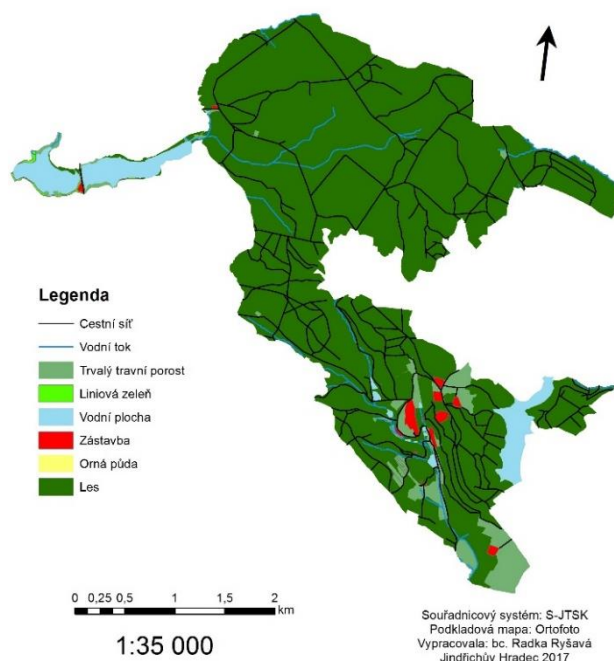 Legenda
Cestní síť
Vodní tok
Trvalý travní porost
Liniová zeleň
Vodní plocha
Zástavba
Orná půda
Les
0 0,25 0,5 1 1,5 2
km
1:35 000
Souřadnicový systém: S-JTSK
Podkladová mapa: Ortofoto
Vypracovala: bc. Radka Ryšavá
Jindřichův Hradec 2017